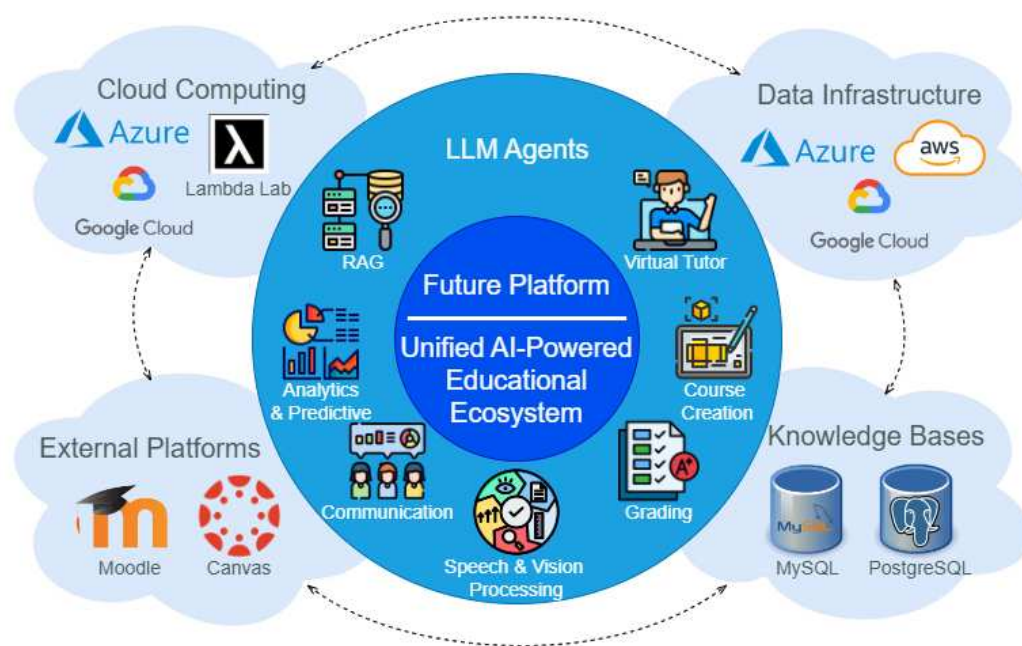 Cloud Computing
Azure
λ
Lambda Lab
Google Cloud
Data Infrastructure
Azure
aws
Google Cloud
LLM Agents
RAG
Virtual Tutor
Future Platform
Unified AI-Powered
Educational
Ecosystem
Analytics
& Predictive
Course
Creation
Communication
A
Grading
A+
Speech & Vision
Processing
External Platforms
m
Moodle
Canvas
Knowledge Bases
MySQL
MySQL
PostgreSQL